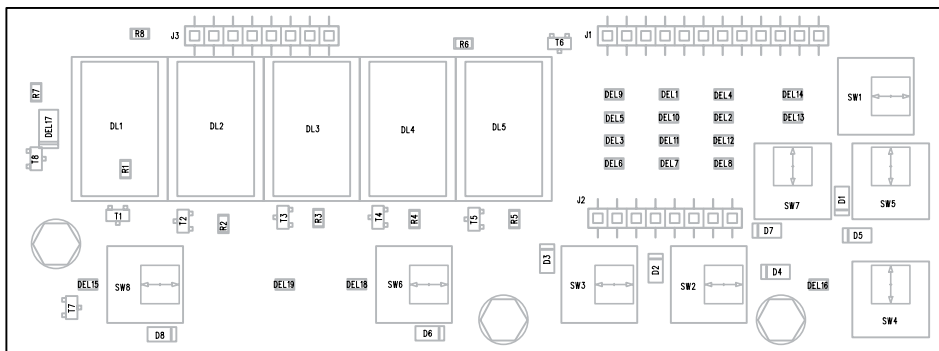 R8
J3
R6
T6
J1
R7
DEL17
T8
DL1
R1
DL2
DL3
DL4
DL5
DEL9
DEL1
DEL4
DEL14
DEL5
DEL10
DEL2
DEL13
DEL3
DEL11
DEL12
DEL6
DEL7
DEL8
SW1
T1
T2
R2
T3
R3
T4
R4
T5
R5
J2
SW7
D1
SW5
D7
D5
DEL15
SW8
DEL19
DEL18
SW6
D3
SW3
D2
SW2
D4
DEL16
SW4
T7
D8
D6